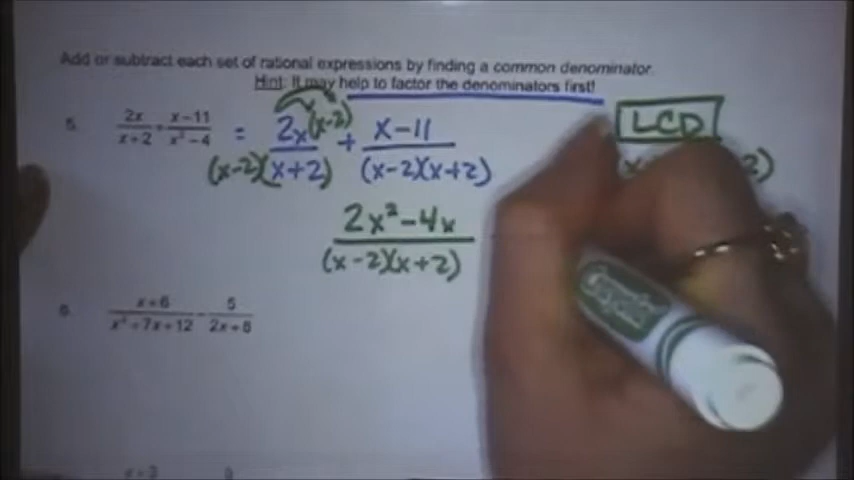 Add or subtract each set of rational expressions by finding a common denominator.
Hint: It may help to factor the denominators first!
5. 2x/(x+2) + (x-11)/(x²-4) = 2x(x-2)/(x-2)(x+2) + x-11/(x-2)(x+2)
LCD
2x²-4x/(x-2)(x+2)
6. (x+6)/(x²+7x+12) - 5/(2x+8)